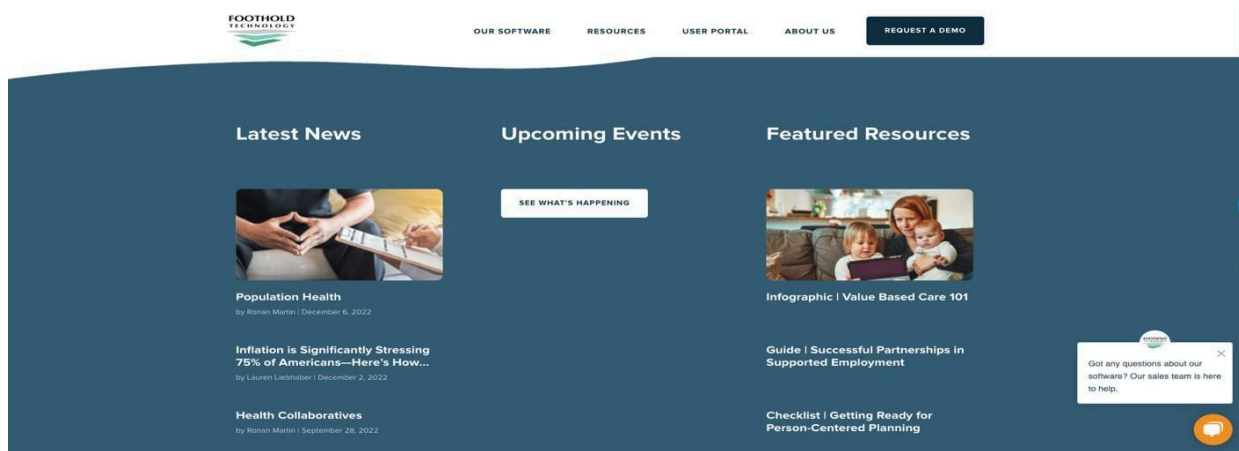 FOOTHOLD
TECHNOLOGY
OUR SOFTWARE
RESOURCES
USER PORTAL
ABOUT US
REQUEST A DEMO
Latest News
Population Health
by Ronan Martin | December 6, 2022
Inflation is Significantly Stressing
75% of Americans—Here's How...
by Lauren Liebhaber | December 2, 2022
Health Collaboratives
by Ronan Martin | September 28, 2022
Upcoming Events
SEE WHAT'S HAPPENING
Featured Resources
Infographic | Value Based Care 101
Guide | Successful Partnerships in
Supported Employment
Checklist | Getting Ready for
Person-Centered Planning
FOOTHOLD
Got any questions about our
software? Our sales team is here
to help.